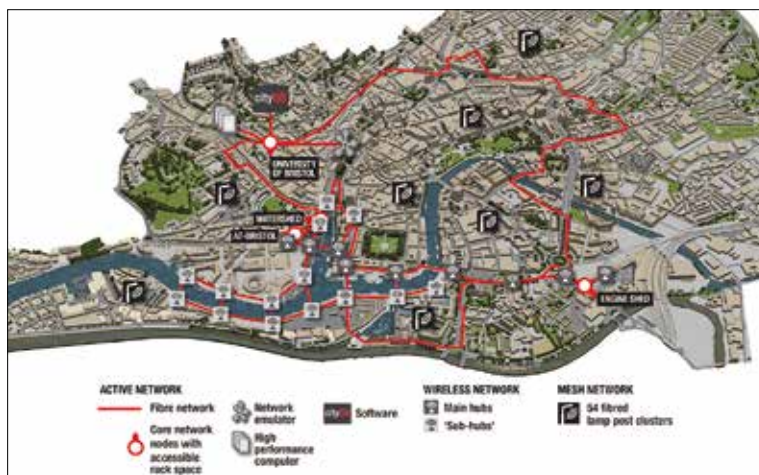 UNIVERSITY
OF BRISTOL
WATERSHED
AT-BRISTOL
ENGINE SHED
ACTIVE NETWORK
Fibre network
Core network
nodes with
accessible
rack space
Network
emulator
High
performance
computer
Software
WIRELESS NETWORK
Main hubs
'Sub-hubs'
MESH NETWORK
54 fibred
lamp post clusters